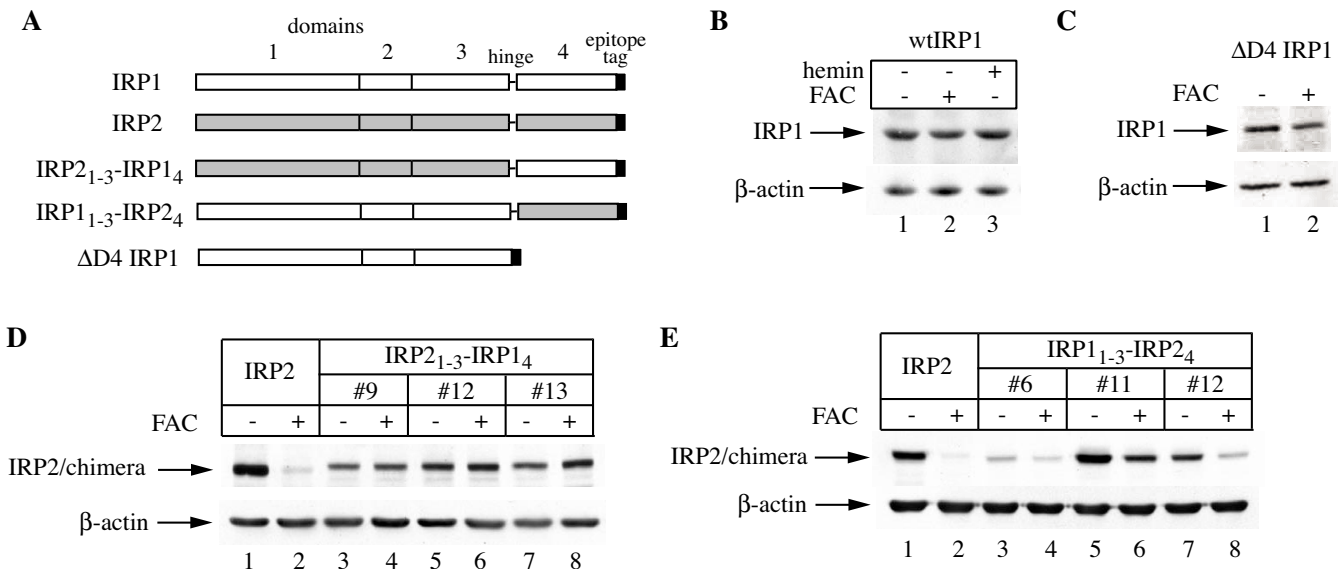 A
domains
1 2 3 hinge 4 epitope tag
IRP1
IRP2
IRP2₁₋₃-IRP1₄
IRP1₁₋₃-IRP2₄
ΔD4 IRP1
B
wtIRP1
hemin - - +
FAC - + -
IRP1
β-actin
1 2 3
C
ΔD4 IRP1
FAC - +
IRP1
β-actin
1 2
D
IRP2 IRP2₁₋₃-IRP1₄
#9 #12 #13
FAC - + - + - + - +
IRP2/chimera
β-actin
1 2 3 4 5 6 7 8
E
IRP2 IRP1₁₋₃-IRP2₄
#6 #11 #12
FAC - + - + - + - +
IRP2/chimera
β-actin
1 2 3 4 5 6 7 8